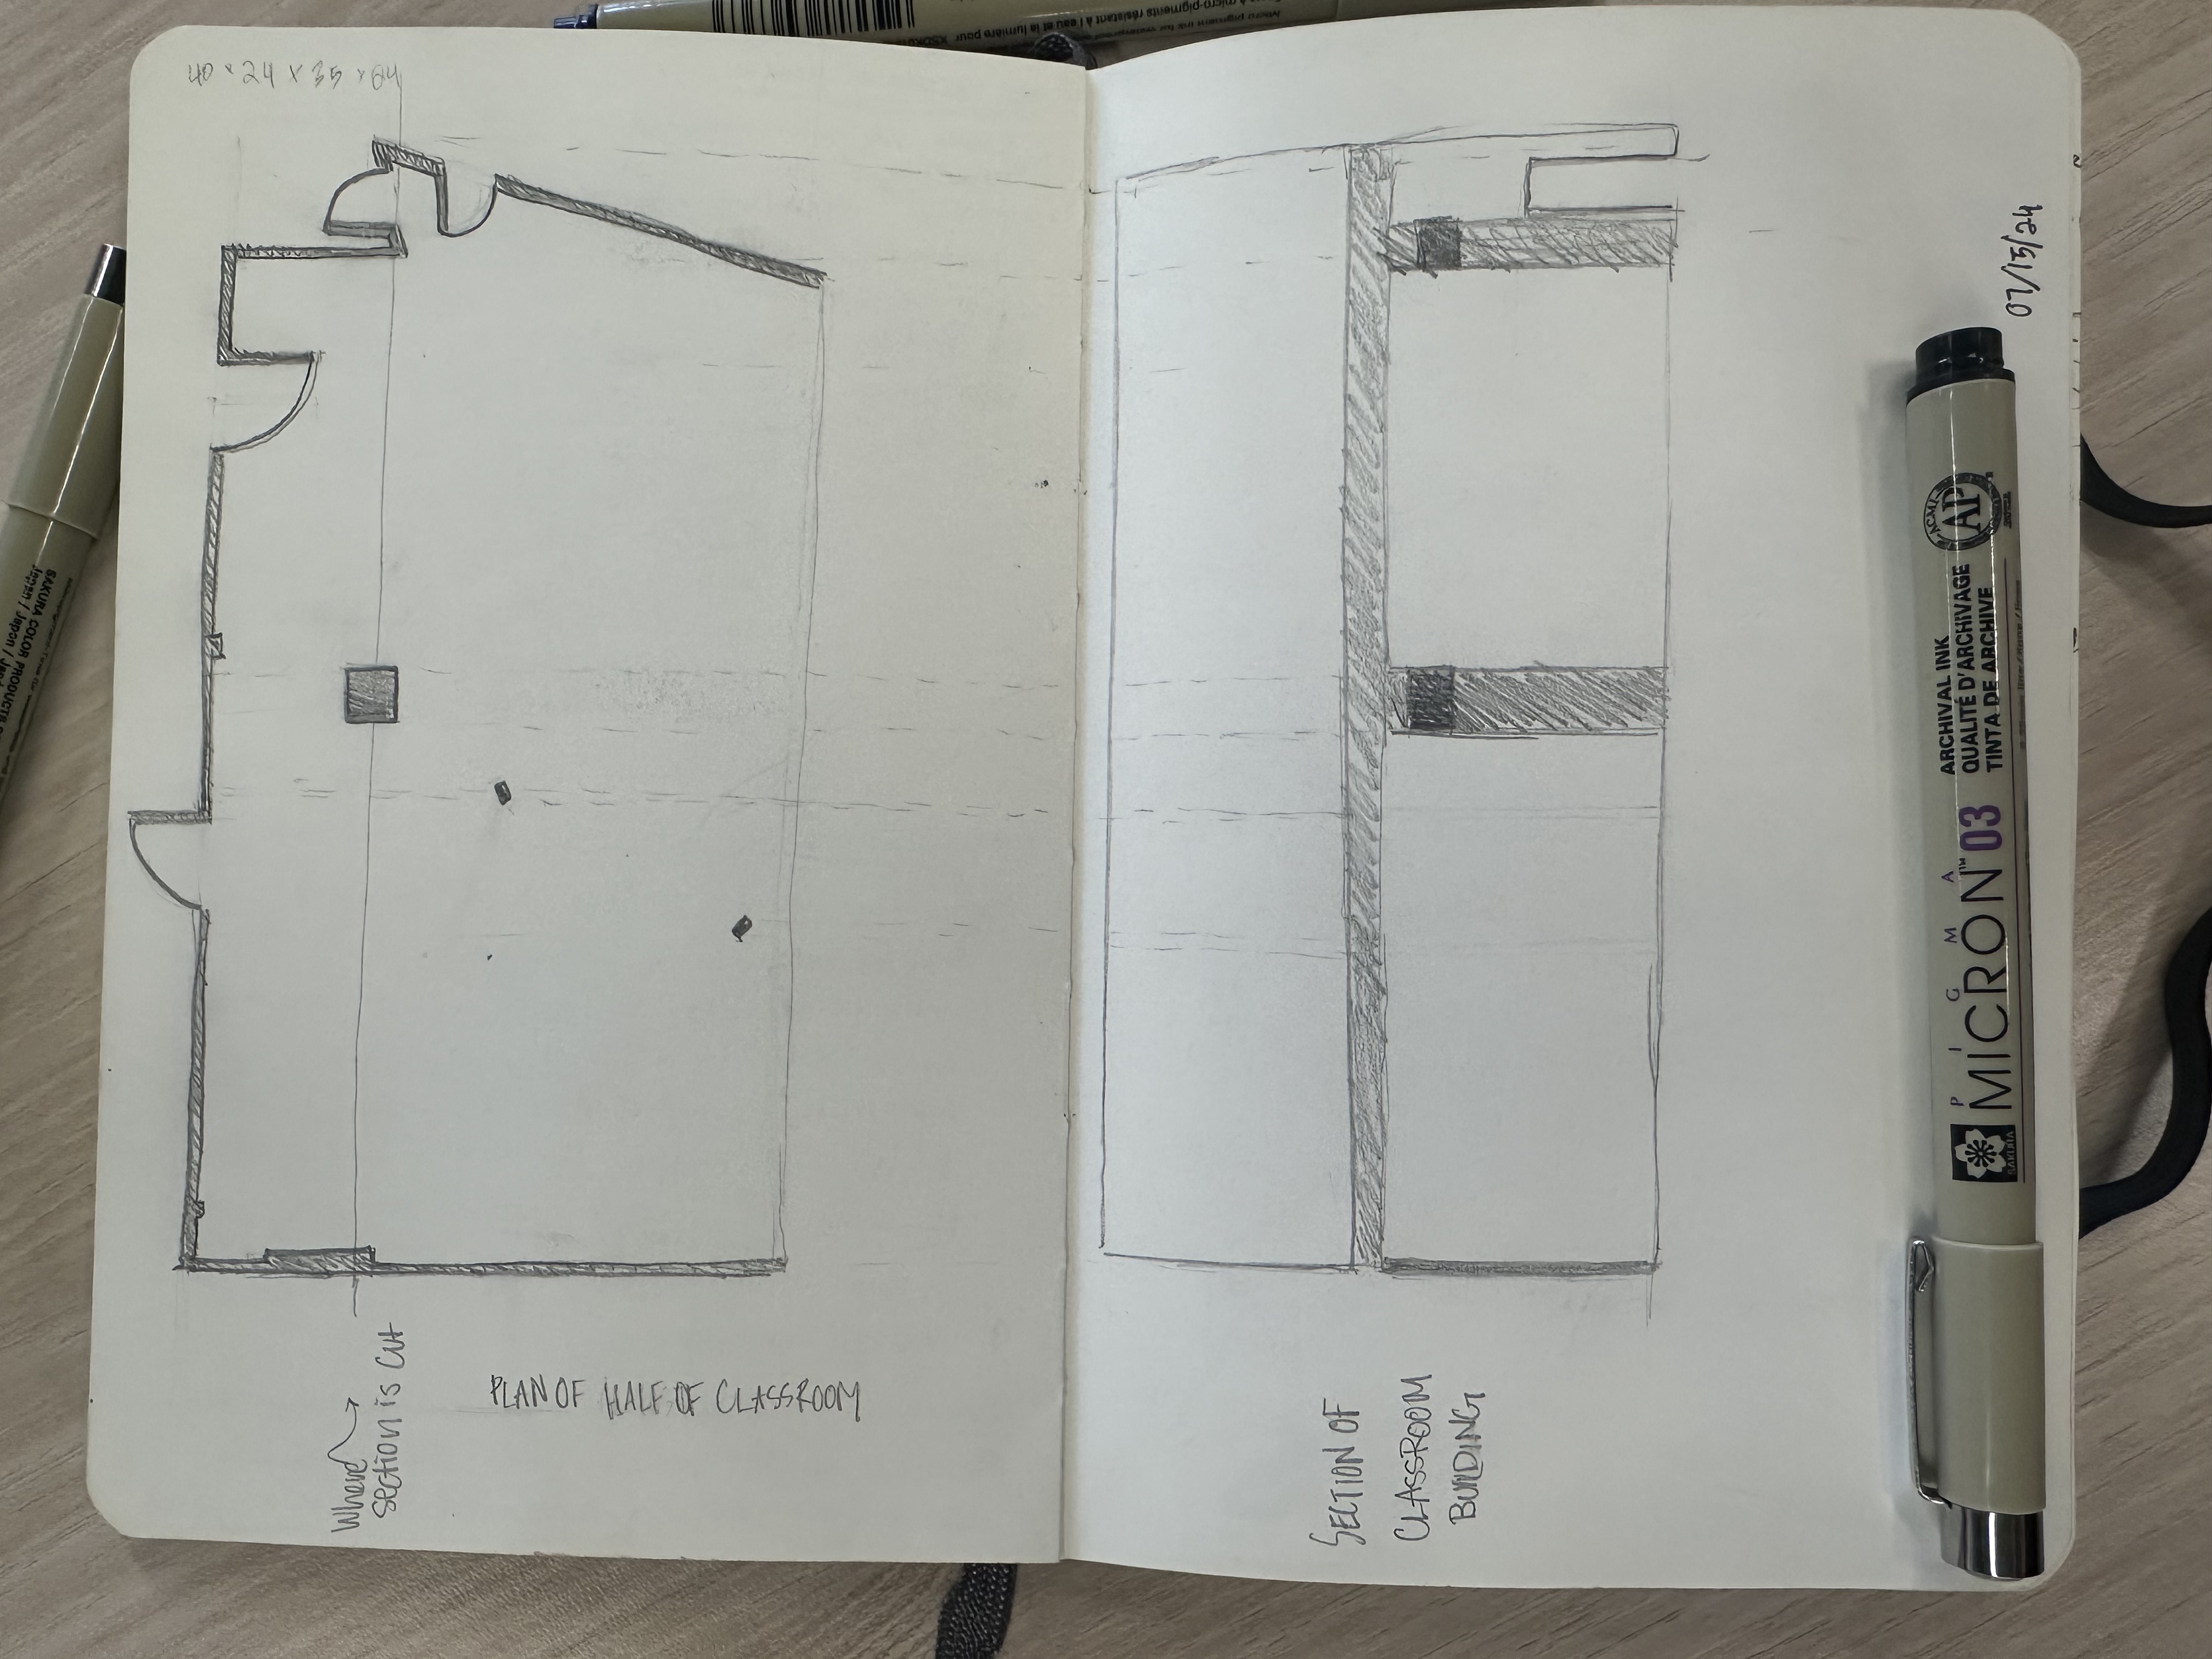 40 x 24 x 35 x 64
Where
section is cut
PLAN OF HALF OF CLASSROOM
SECTION OF
CLASSROOM
BUILDING
07/15/24
PIGMA
MICRON™ 03
ARCHIVAL INK
QUALITÉ D'ARCHIVAGE
TINTA DE ARCHIVE
ACMI
AP
SAKURA
SAKURA COLOR PRODUCTS
Japan / Japon /
micro-pigments résistant à l'eau et la lumière pour